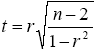 t = r√((n−2)/(1−r²))